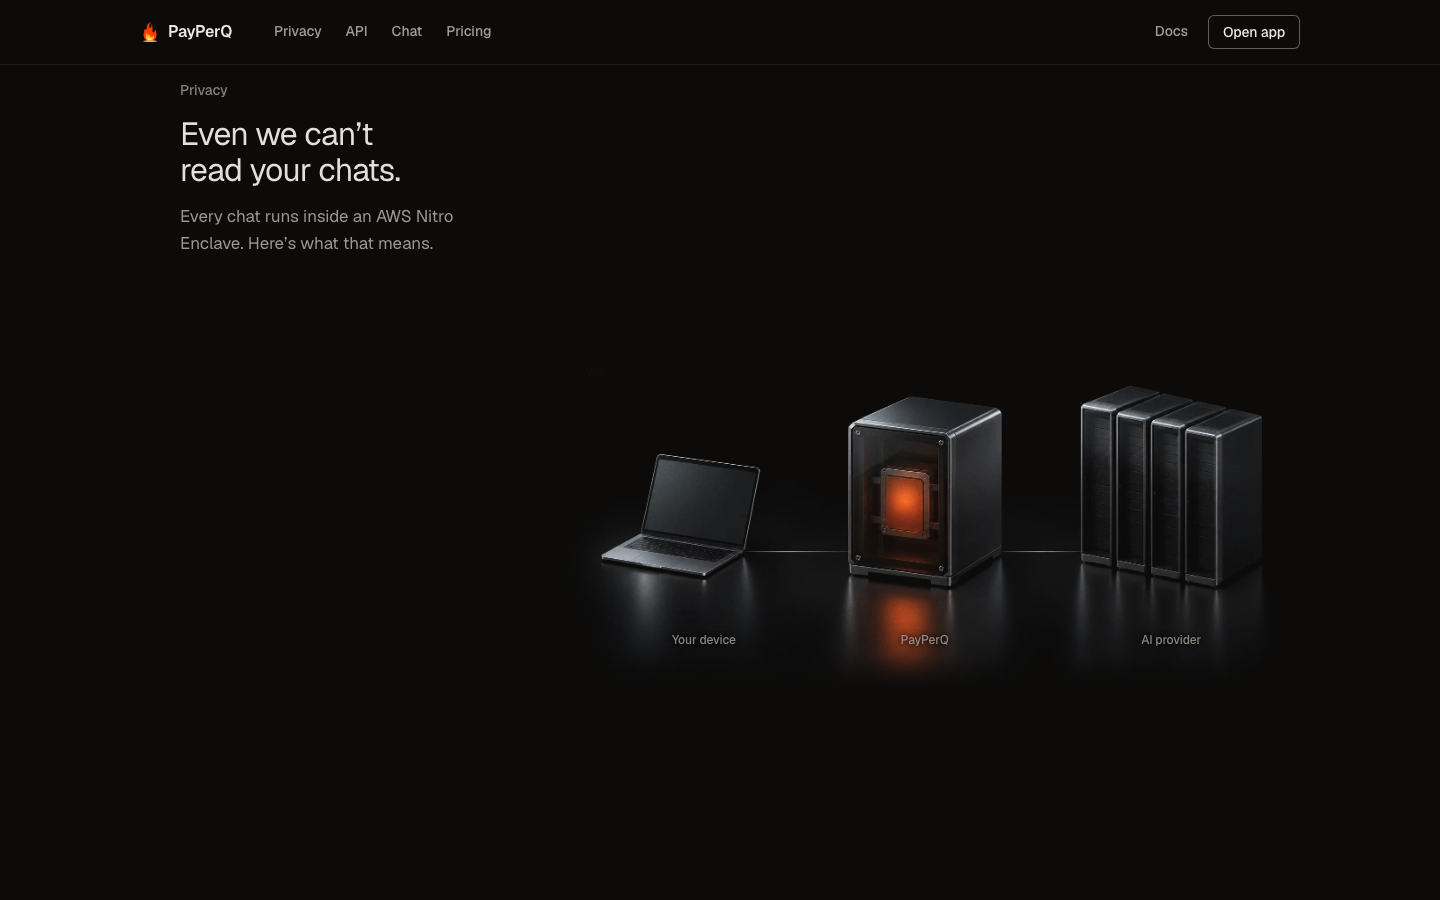 PayPerQ
Privacy
API
Chat
Pricing
Docs
Open app
Privacy
Even we can’t
read your chats.
Every chat runs inside an AWS Nitro
Enclave. Here’s what that means.
Your device
PayPerQ
AI provider